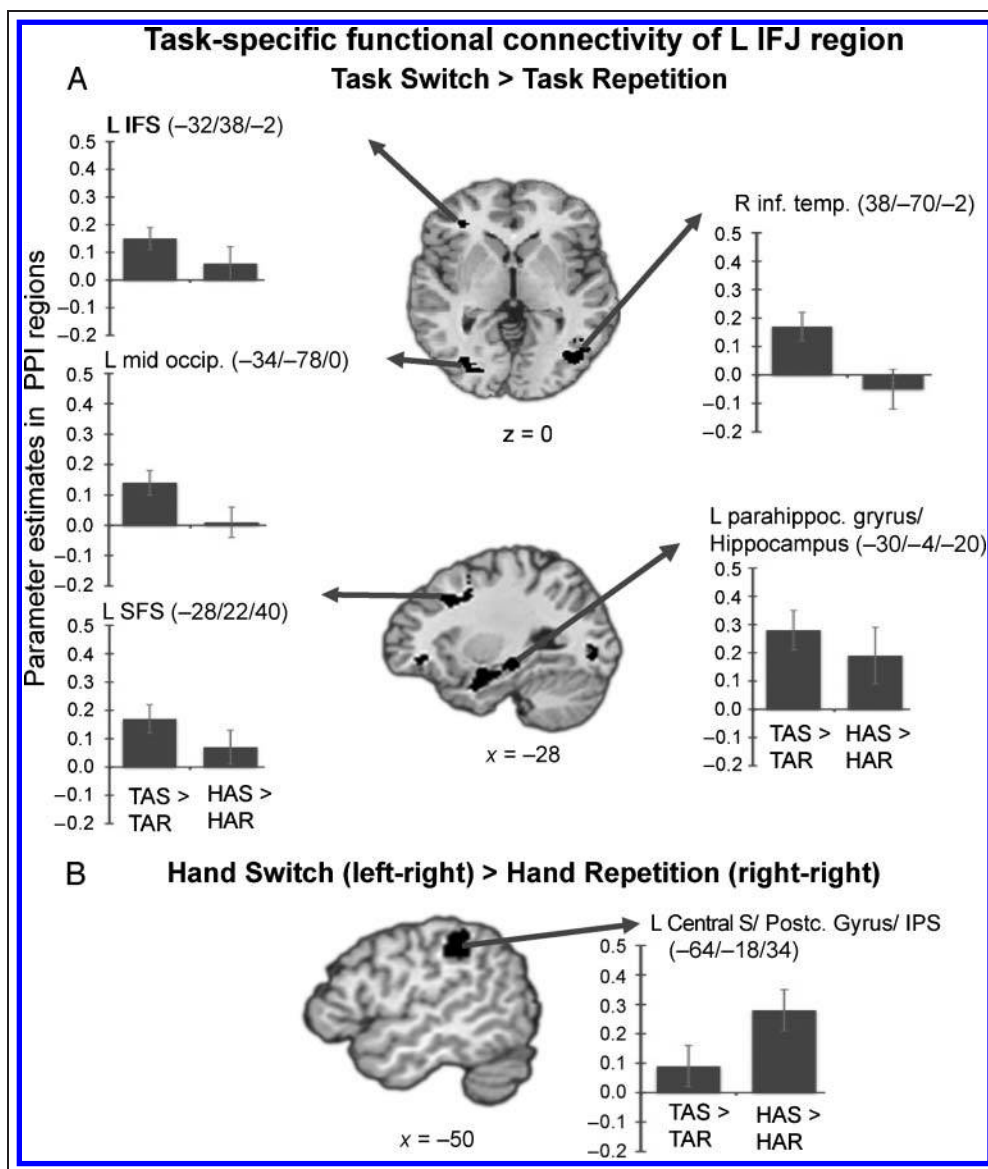 Task-specific functional connectivity of L IFJ region
A
Task Switch > Task Repetition
Parameter estimates in PPI regions
L IFS (–32/38/–2)
0.5
0.4
0.3
0.2
0.1
0.0
–0.1
–0.2
R inf. temp. (38/–70/–2)
0.5
0.4
0.3
0.2
0.1
0.0
–0.1
–0.2
L mid occip. (–34/–78/0)
0.5
0.4
0.3
0.2
0.1
0.0
–0.1
–0.2
z = 0
L parahippoc. gryrus/
Hippocampus (–30/–4/–20)
0.5
0.4
0.3
0.2
0.1
0.0
–0.1
–0.2
TAS > HAS >
TAR HAR
L SFS (–28/22/40)
0.5
0.4
0.3
0.2
0.1
0.0
–0.1
–0.2
TAS > HAS >
TAR HAR
x = –28
B
Hand Switch (left-right) > Hand Repetition (right-right)
L Central S/ Postc. Gyrus/ IPS
(–64/–18/34)
0.5
0.4
0.3
0.2
0.1
0.0
–0.1
–0.2
TAS > HAS >
TAR HAR
x = –50